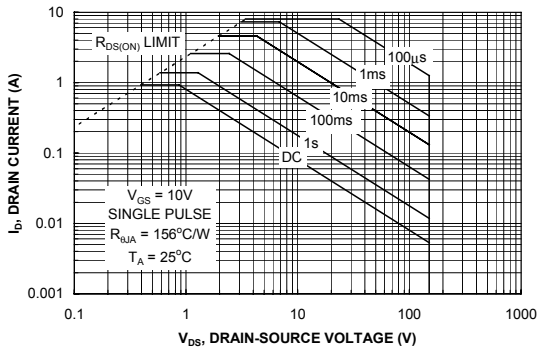 10
1
0.1
0.01
0.001
I_D, DRAIN CURRENT (A)
R_DS(ON) LIMIT
100µs
1ms
10ms
100ms
1s
DC
V_GS = 10V
SINGLE PULSE
R_θJA = 156°C/W
T_A = 25°C
0.1
1
10
100
1000
V_DS, DRAIN-SOURCE VOLTAGE (V)